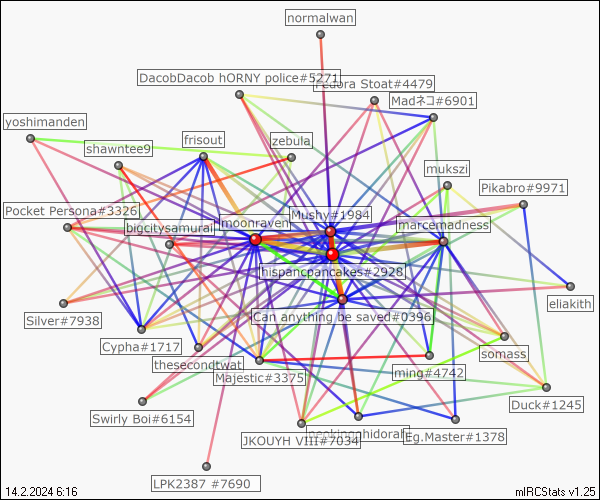 normalwan
DacobDacob hORNY police#5271
Fedora Stoat#4479
Madネコ#6901
yoshimanden
frisout
zebula
shawntee9
mukszi
Pikabro#9971
Pocket Persona#3326
moonraven
Mushy#1984
bigcitysamurai
marcemadness
hispancpancakes#2928
Silver#7938
Can anything be saved#0396
eliakith
Cypha#1717
somass
thesecondtwat
Majestic#3375
ming#4742
Duck#1245
Swirly Boi#6154
JKOUYH VIII#7034
Eg.Master#1378
LPK2387 #7690
14.2.2024 6:16
mIRCStats v1.25